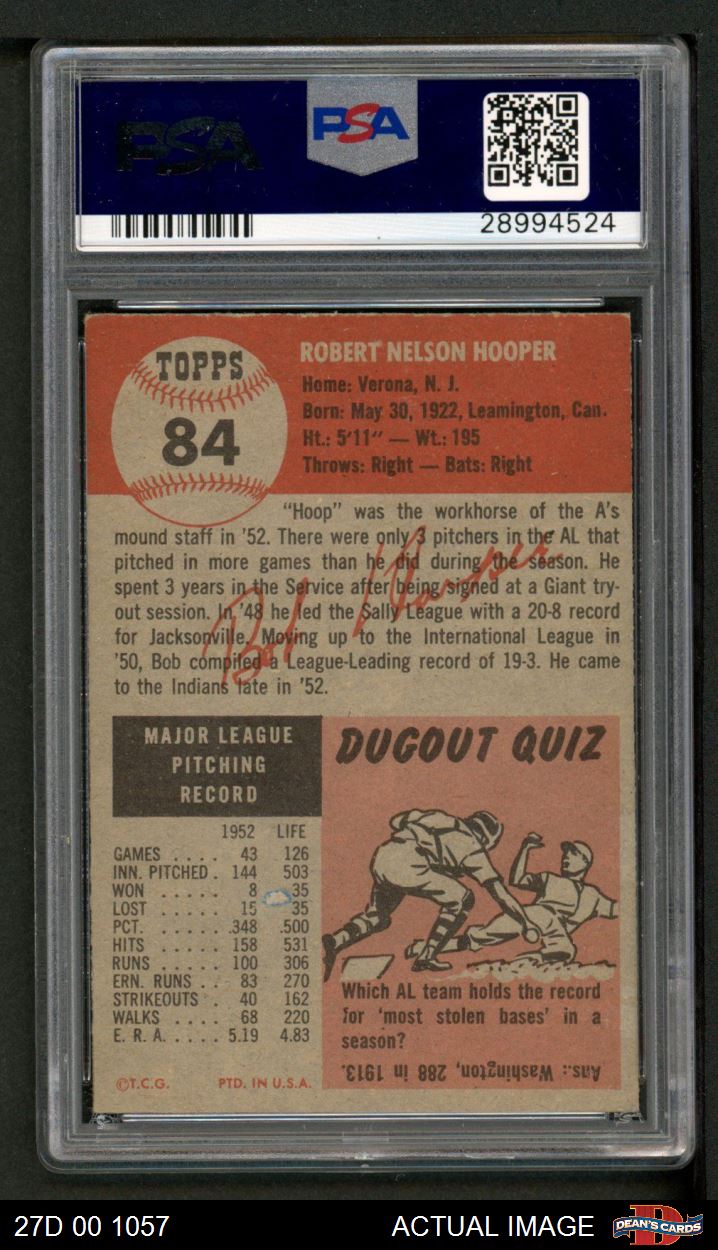 PSA
PSA
28994524
TOPPS
84
ROBERT NELSON HOOPER
Home: Verona, N. J.
Born: May 30, 1922, Leamington, Can.
Ht.: 5'11" — Wt.: 195
Throws: Right — Bats: Right
"Hoop" was the workhorse of the A's
mound staff in '52. There were only 3 pitchers in the AL that
pitched in more games than he did during the season. He
spent 3 years in the Service after being signed at a Giant try-
out session. In '48 he led the Sally League with a 20-8 record
for Jacksonville. Moving up to the International League in
'50, Bob compiled a League-Leading record of 19-3. He came
to the Indians late in '52.
Bob Hooper
MAJOR LEAGUE
PITCHING
RECORD
1952 LIFE
GAMES .... 43 126
INN. PITCHED. 144 503
WON ..... 8 35
LOST ..... 15 35
PCT. ..... .348 .500
HITS ..... 158 531
RUNS ..... 100 306
ERN. RUNS .. 83 270
STRIKEOUTS . 40 162
WALKS .... 68 220
E. R. A. .... 5.19 4.83
©T.C.G. PTD. IN U.S.A.
DUGOUT QUIZ
Which AL team holds the record
for 'most stolen bases' in a
season?
Ans.: Washington, 288 in 1913.
27D 00 1057
ACTUAL IMAGE
DEAN'S CARDS